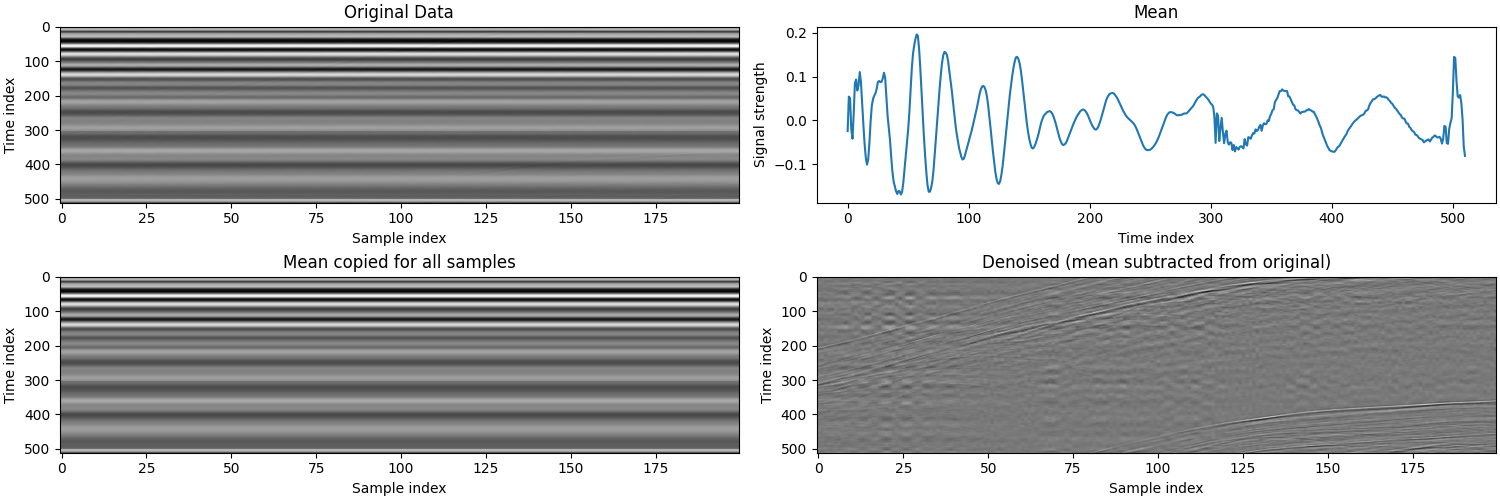 Original Data
0
100
200
300
400
500
Time index
0 25 50 75 100 125 150 175
Sample index
Mean
0.2
0.1
0.0
−0.1
Signal strength
0 100 200 300 400 500
Time index
Mean copied for all samples
0
100
200
300
400
500
Time index
0 25 50 75 100 125 150 175
Sample index
Denoised (mean subtracted from original)
0
100
200
300
400
500
Time index
0 25 50 75 100 125 150 175
Sample index